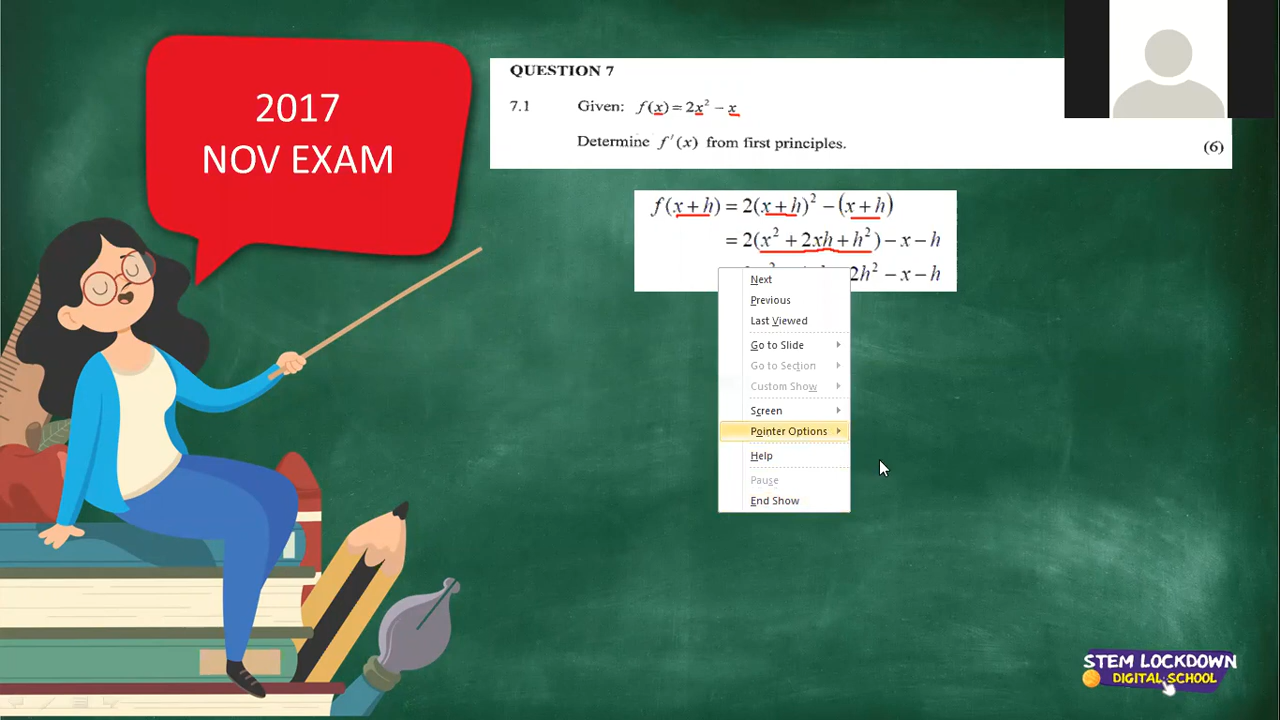 2017
NOV EXAM
QUESTION 7
7.1 Given: f(x) = 2x² − x
Determine f′(x) from first principles.
(6)
f(x + h) = 2(x + h)² − (x + h)
= 2(x² + 2xh + h²) − x − h
2h² − x − h
Next
Previous
Last Viewed
Go to Slide
Go to Section
Custom Show
Screen
Pointer Options
Help
Pause
End Show
STEM LOCKDOWN
DIGITAL SCHOOL